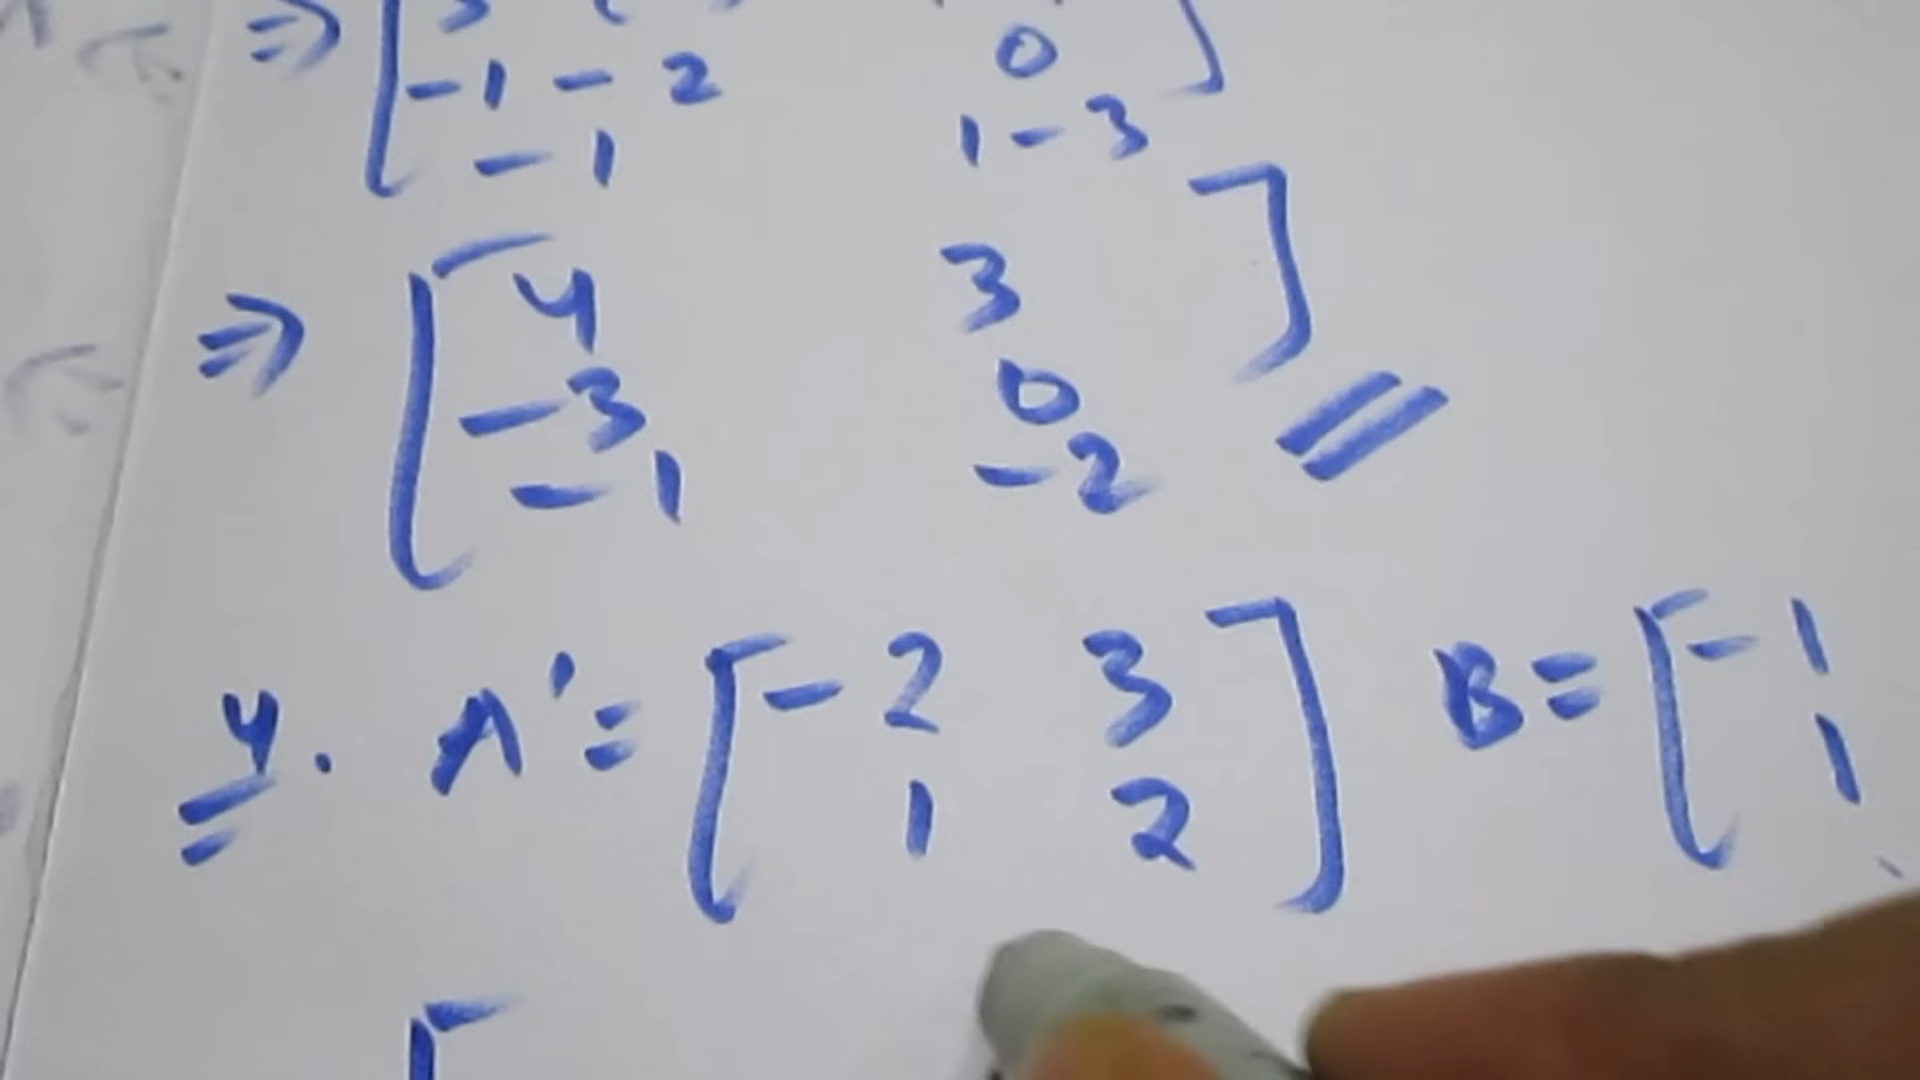 ⇒ [
-1 - 2 0 ]
- 1 1 - 3
⇒ [ 4 3 ]
-3 0
-1 -2 //
4. A' = [ -2 3 ] B = [ -1
1 2 1
[